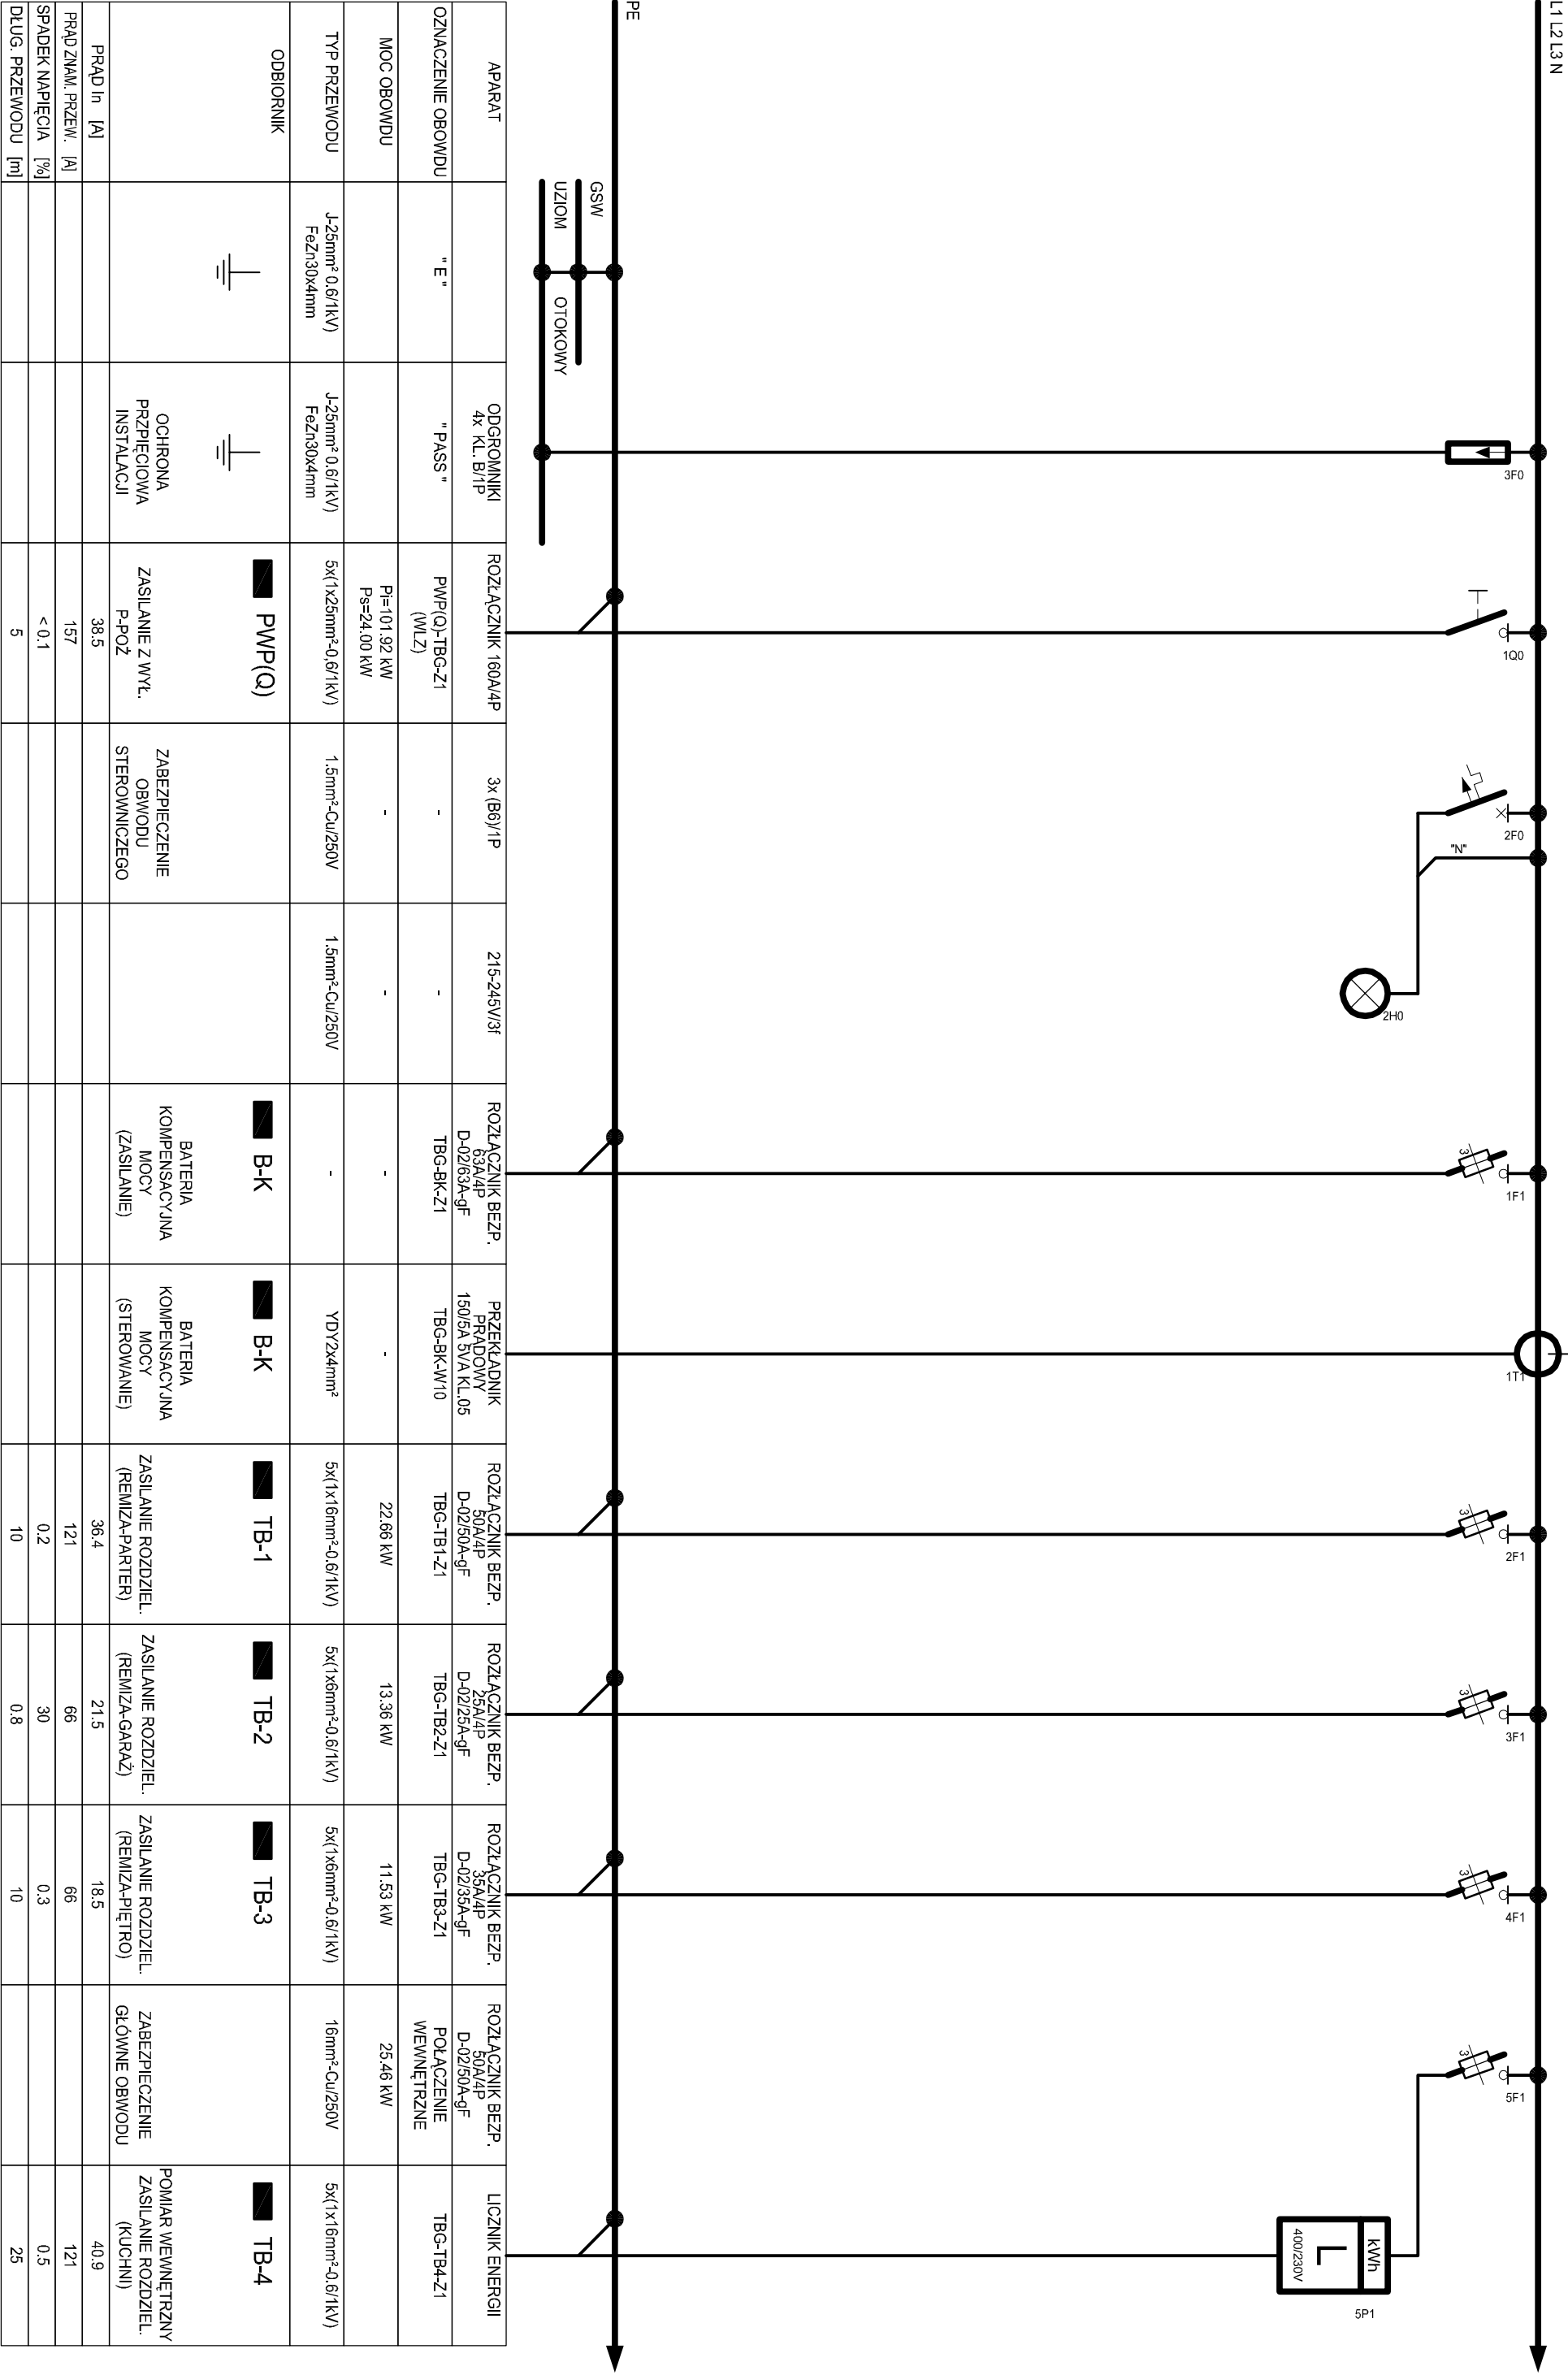 L1 L2 L3 N
3F0
1Q0
2F0
"N"
2H0
1F1
1T1
2F1
3F1
4F1
5F1
3
3
3
3
3
kWh
L
400/230V
5P1
PE
GSW
UZIOM
OTOKOWY
APARAT
ODGROMNIKI
4x KL. B/1P
ROZŁĄCZNIK 160A/4P
3x (B6)/1P
215-245V/3f
ROZŁĄCZNIK BEZP.
63A/4P
D-02/63A-gF
PRZEKŁADNIK
PRĄDOWY
150/5A 5VA KL.05
ROZŁĄCZNIK BEZP.
50A/4P
D-02/50A-gF
ROZŁĄCZNIK BEZP.
25A/4P
D-02/25A-gF
ROZŁĄCZNIK BEZP.
35A/4P
D-02/35A-gF
ROZŁĄCZNIK BEZP.
50A/4P
D-02/50A-gF
LICZNIK ENERGII
OZNACZENIE OBOWDU
" E "
" PASS "
PWP(Q)-TBG-Z1
(WLZ)
-
-
TBG-BK-Z1
TBG-BK-W10
TBG-TB1-Z1
TBG-TB2-Z1
TBG-TB3-Z1
POŁĄCZENIE
WEWNĘTRZNE
TBG-TB4-Z1
MOC OBOWDU
Pi=101.92 kW
Ps=24.00 kW
-
-
-
-
22.66 kW
13.36 kW
11.53 kW
25.46 kW
TYP PRZEWODU
J-25mm² 0.6/1kV)
FeZn30x4mm
J-25mm² 0.6/1kV)
FeZn30x4mm
5x(1x25mm²-0,6/1kV)
1.5mm²-Cu/250V
1.5mm²-Cu/250V
-
YDY2x4mm²
5x(1x16mm²-0.6/1kV)
5x(1x6mm²-0.6/1kV)
5x(1x6mm²-0.6/1kV)
16mm²-Cu/250V
5x(1x16mm²-0.6/1kV)
ODBIORNIK
OCHRONA
PRZPIĘCIOWA
INSTALACJI
PWP(Q)
ZASILANIE Z WYŁ.
P-POŻ
ZABEZPIECZENIE
OBWODU
STEROWNICZEGO
B-K
BATERIA
KOMPENSACYJNA
MOCY
(ZASILANIE)
B-K
BATERIA
KOMPENSACYJNA
MOCY
(STEROWANIE)
TB-1
ZASILANIE ROZDZIEL.
(REMIZA-PARTER)
TB-2
ZASILANIE ROZDZIEL.
(REMIZA-GARAŻ)
TB-3
ZASILANIE ROZDZIEL.
(REMIZA-PIĘTRO)
ZABEZPIECZENIE
GŁÓWNE OBWODU
TB-4
POMIAR WEWNĘTRZNY
ZASILANIE ROZDZIEL.
(KUCHNI)
PRĄD In [A]
38.5
36.4
21.5
18.5
40.9
PRĄD ZNAM. PRZEW. [A]
157
121
66
66
121
SPADEK NAPIĘCIA [%]
< 0.1
0.2
30
0.3
0.5
DŁUG. PRZEWODU [m]
5
10
0.8
10
25